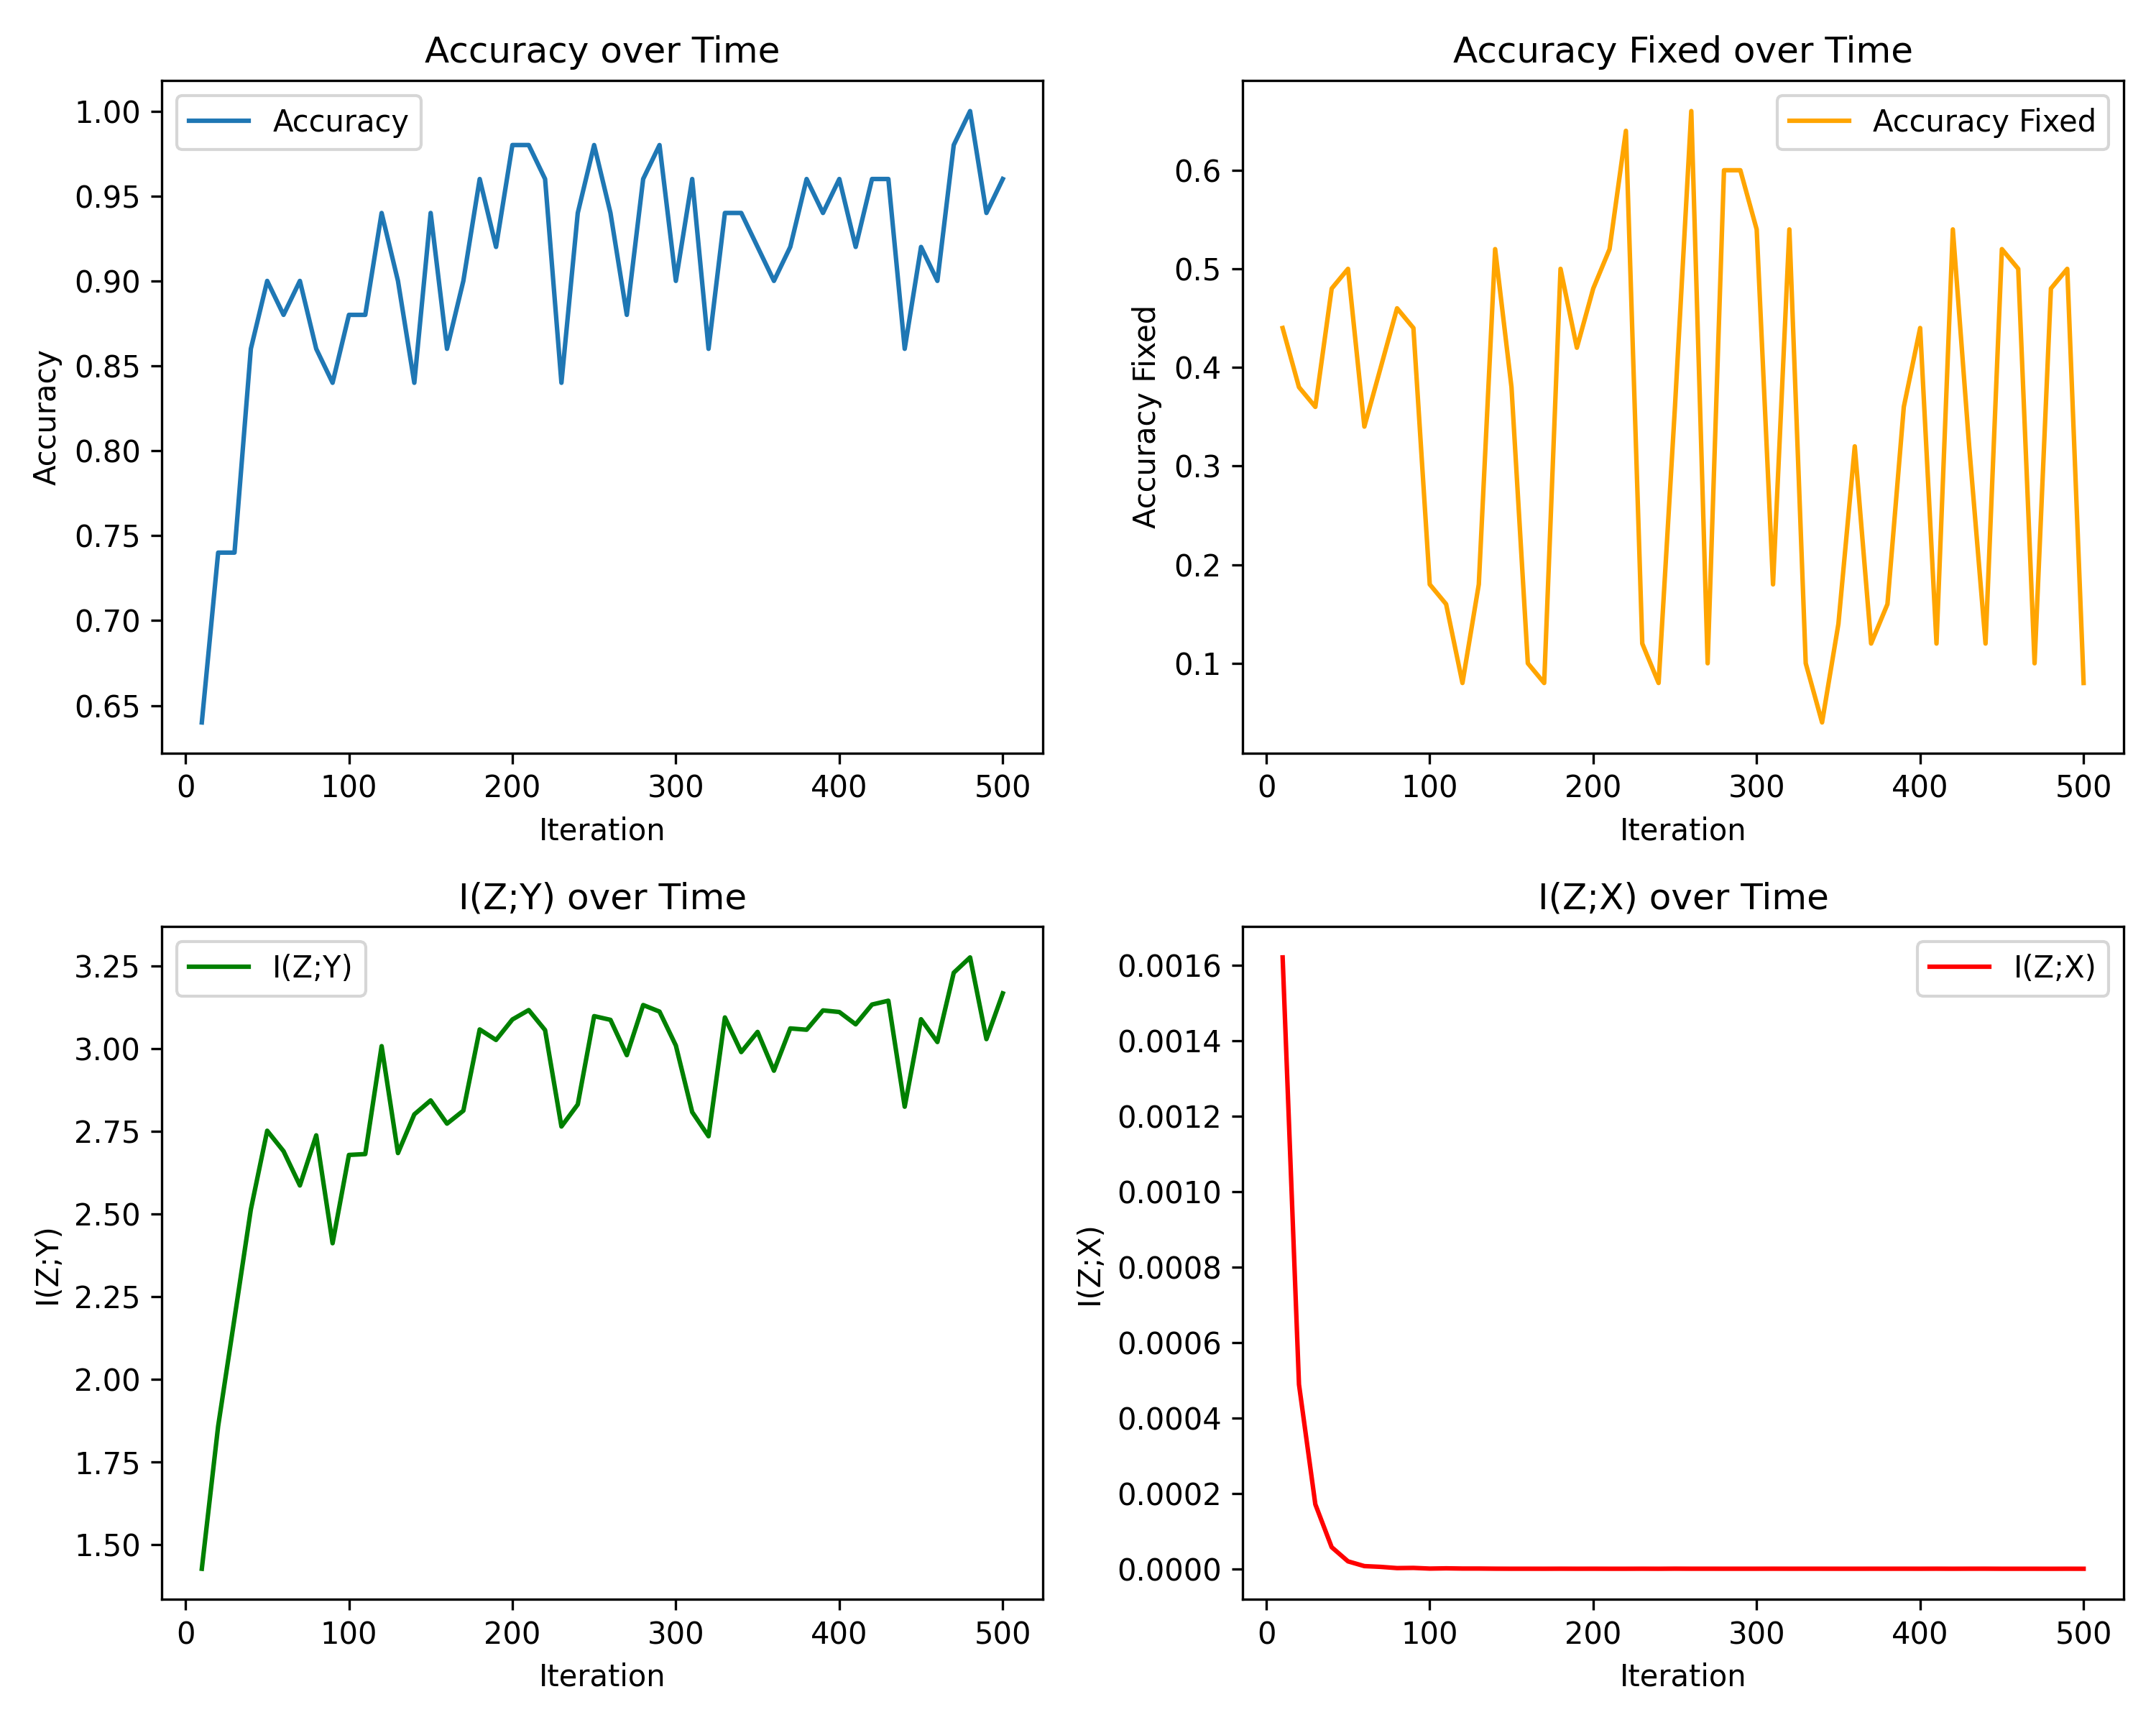 Accuracy over Time
Accuracy
1.00
0.95
0.90
0.85
0.80
0.75
0.70
0.65
Accuracy
0 100 200 300 400 500
Iteration
Accuracy Fixed over Time
Accuracy Fixed
0.6
0.5
0.4
0.3
0.2
0.1
Accuracy Fixed
0 100 200 300 400 500
Iteration
I(Z;Y) over Time
I(Z;Y)
3.25
3.00
2.75
2.50
2.25
2.00
1.75
1.50
I(Z;Y)
0 100 200 300 400 500
Iteration
I(Z;X) over Time
I(Z;X)
0.0016
0.0014
0.0012
0.0010
0.0008
0.0006
0.0004
0.0002
0.0000
I(Z;X)
0 100 200 300 400 500
Iteration